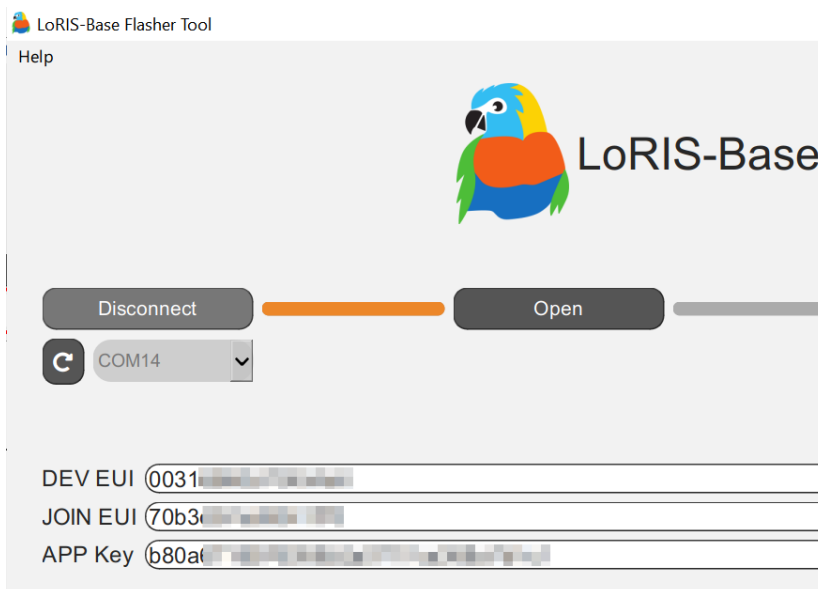 LoRIS-Base Flasher Tool
Help
LoRIS-Base
Disconnect
Open
COM14
DEV EUI 0031
JOIN EUI 70b3
APP Key b80a